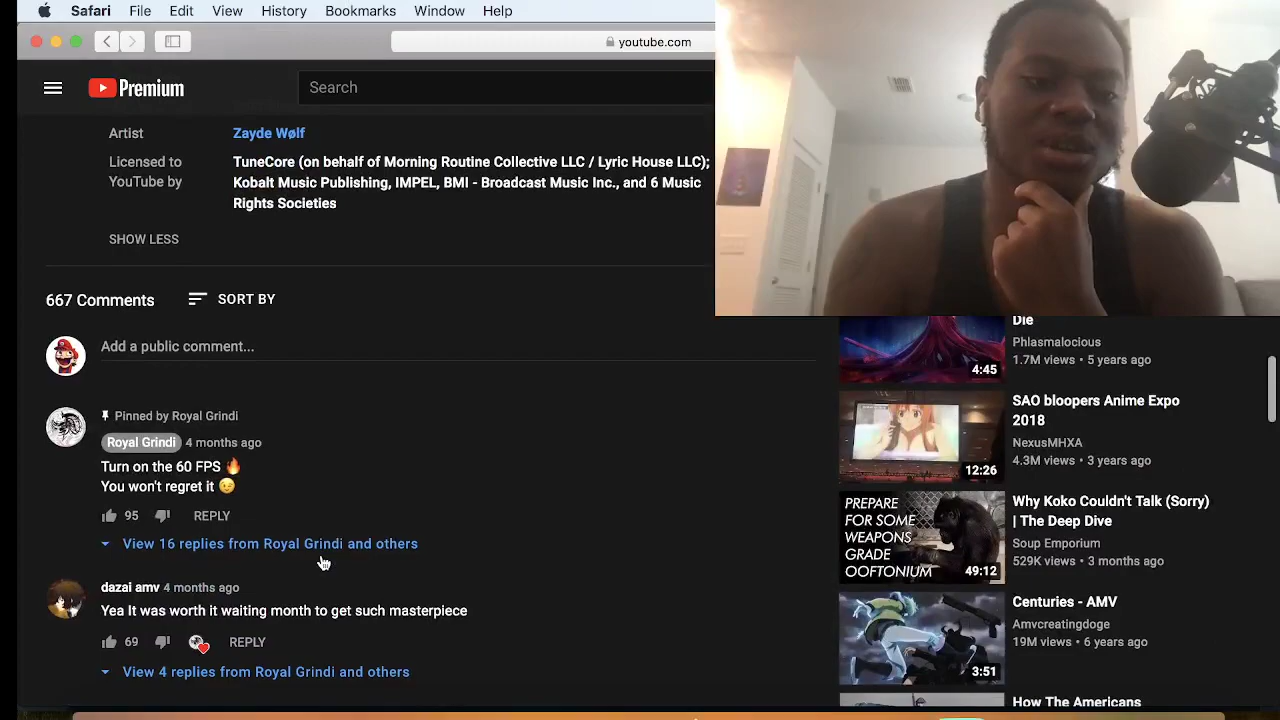 Safari File Edit View History Bookmarks Window Help
youtube.com
Premium
Search
Artist
Zayde Wølf
Licensed to
YouTube by
TuneCore (on behalf of Morning Routine Collective LLC / Lyric House LLC);
Kobalt Music Publishing, IMPEL, BMI - Broadcast Music Inc., and 6 Music
Rights Societies
SHOW LESS
667 Comments
SORT BY
Add a public comment...
Pinned by Royal Grindi
Royal Grindi 4 months ago
Turn on the 60 FPS 🔥
You won't regret it 😉
95 REPLY
View 16 replies from Royal Grindi and others
dazai amv 4 months ago
Yea It was worth it waiting month to get such masterpiece
69 REPLY
View 4 replies from Royal Grindi and others
4:45
Die
Phlasmalocious
1.7M views • 5 years ago
12:26
SAO bloopers Anime Expo
2018
NexusMHXA
4.3M views • 3 years ago
PREPARE
FOR SOME
WEAPONS
GRADE
OOFTONIUM
49:12
Why Koko Couldn't Talk (Sorry)
| The Deep Dive
Soup Emporium
529K views • 3 months ago
3:51
Centuries - AMV
Amvcreatingdoge
19M views • 6 years ago
How The Americans